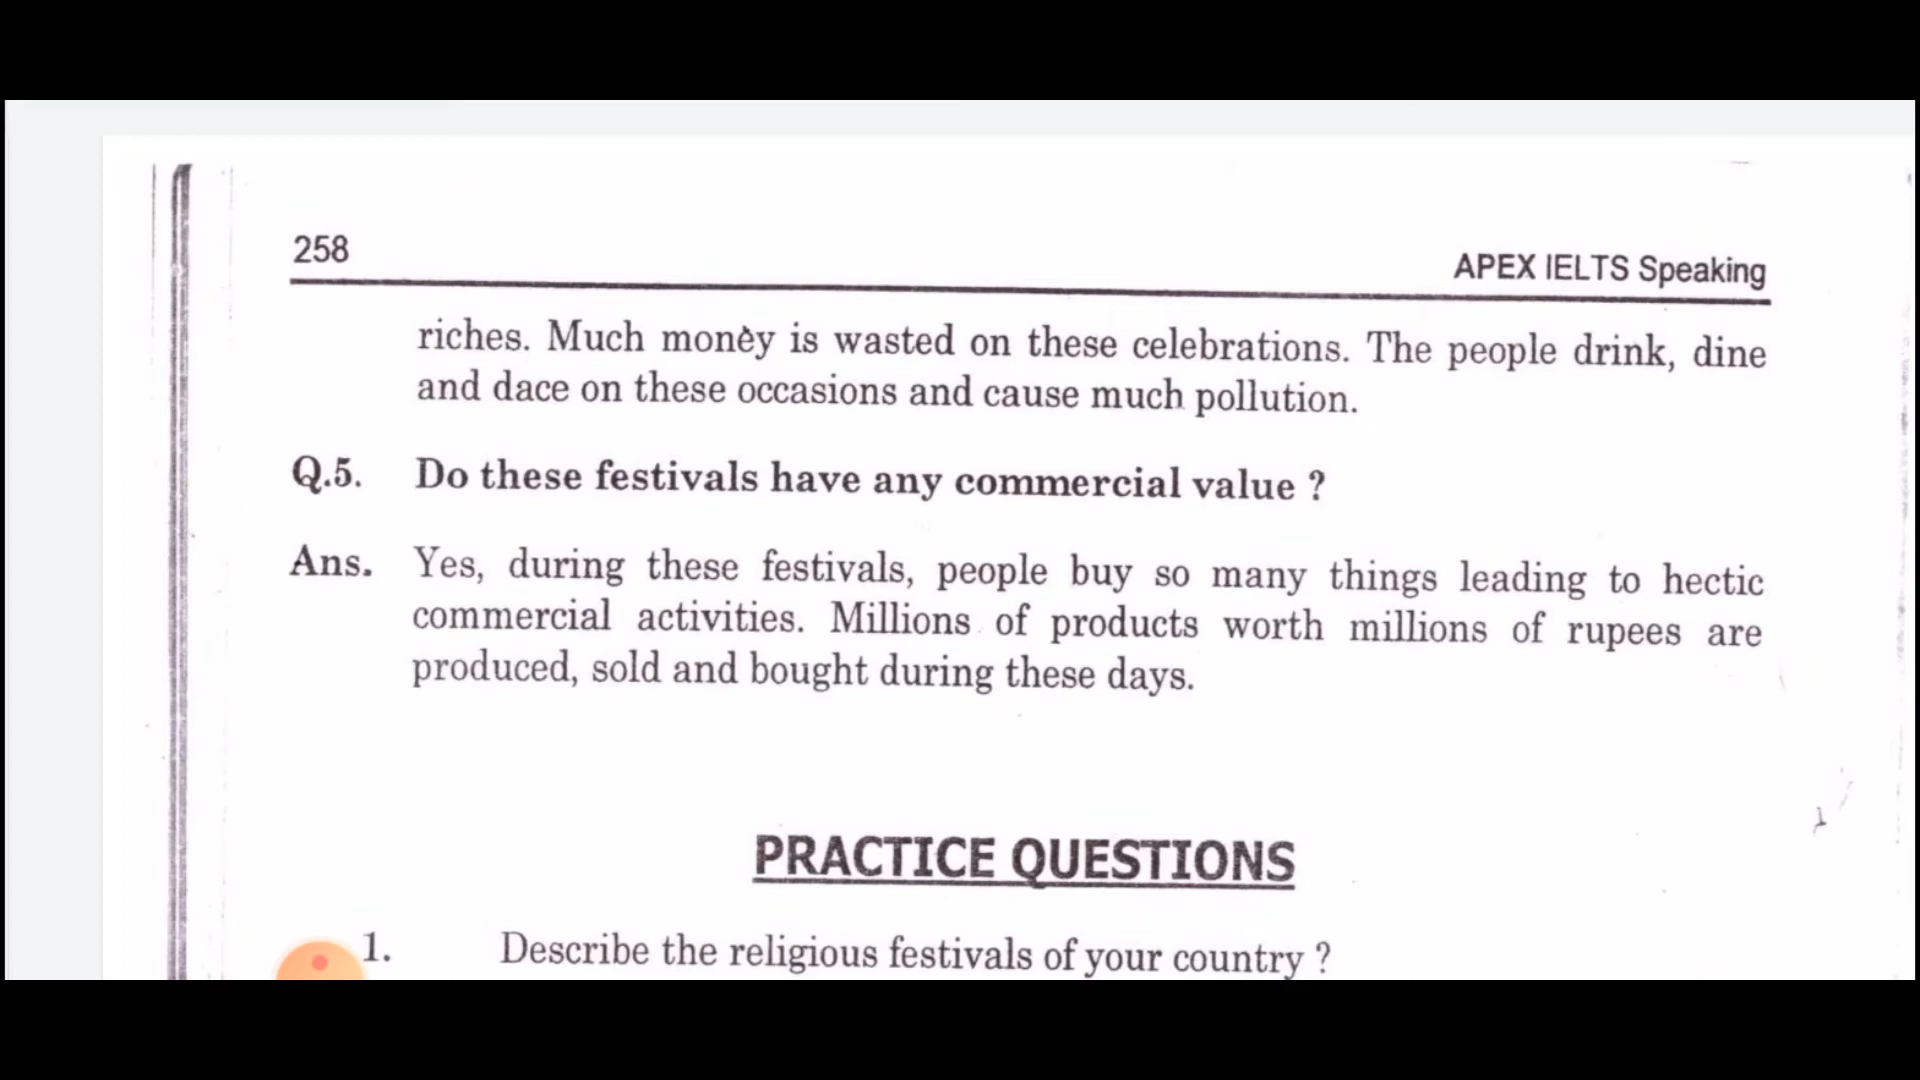 258
APEX IELTS Speaking
riches. Much money is wasted on these celebrations. The people drink, dine
and dace on these occasions and cause much pollution.
Q.5. Do these festivals have any commercial value ?
Ans. Yes, during these festivals, people buy so many things leading to hectic
commercial activities. Millions of products worth millions of rupees are
produced, sold and bought during these days.
PRACTICE QUESTIONS
1. Describe the religious festivals of your country ?